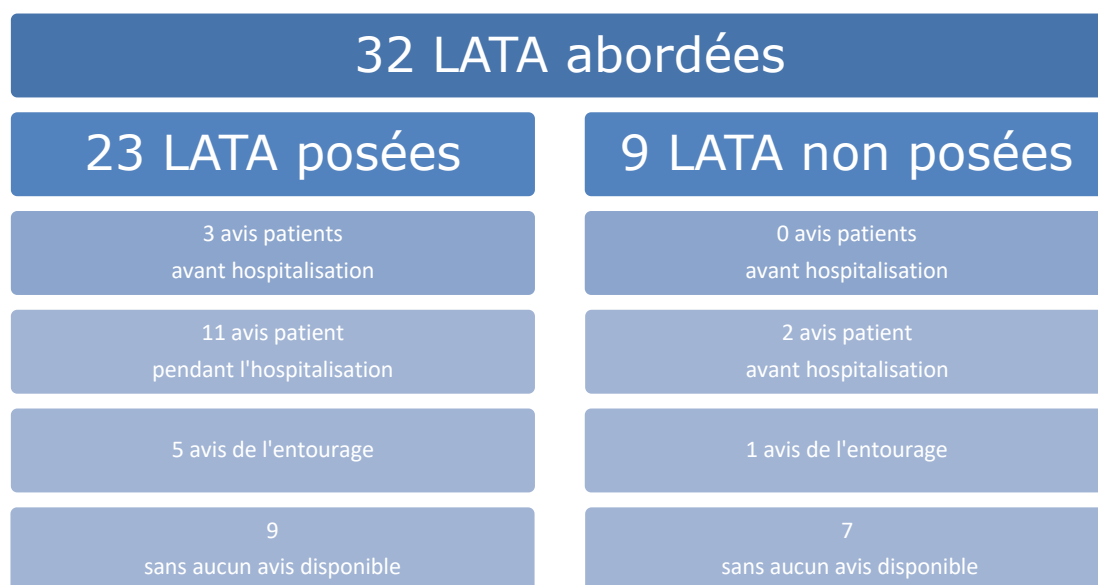 32 LATA abordées
23 LATA posées
3 avis patients
avant hospitalisation
11 avis patient
pendant l'hospitalisation
5 avis de l'entourage
9
sans aucun avis disponible
9 LATA non posées
0 avis patients
avant hospitalisation
2 avis patient
avant hospitalisation
1 avis de l'entourage
7
sans aucun avis disponible